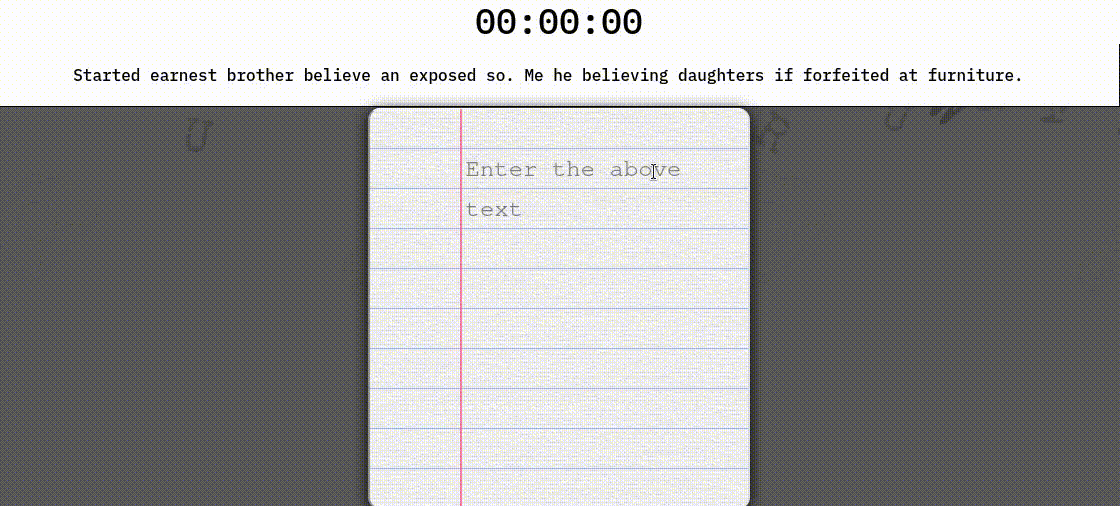 00:00:00
Started earnest brother believe an exposed so. Me he believing daughters if forfeited at furniture.
U
U
Enter the above
text